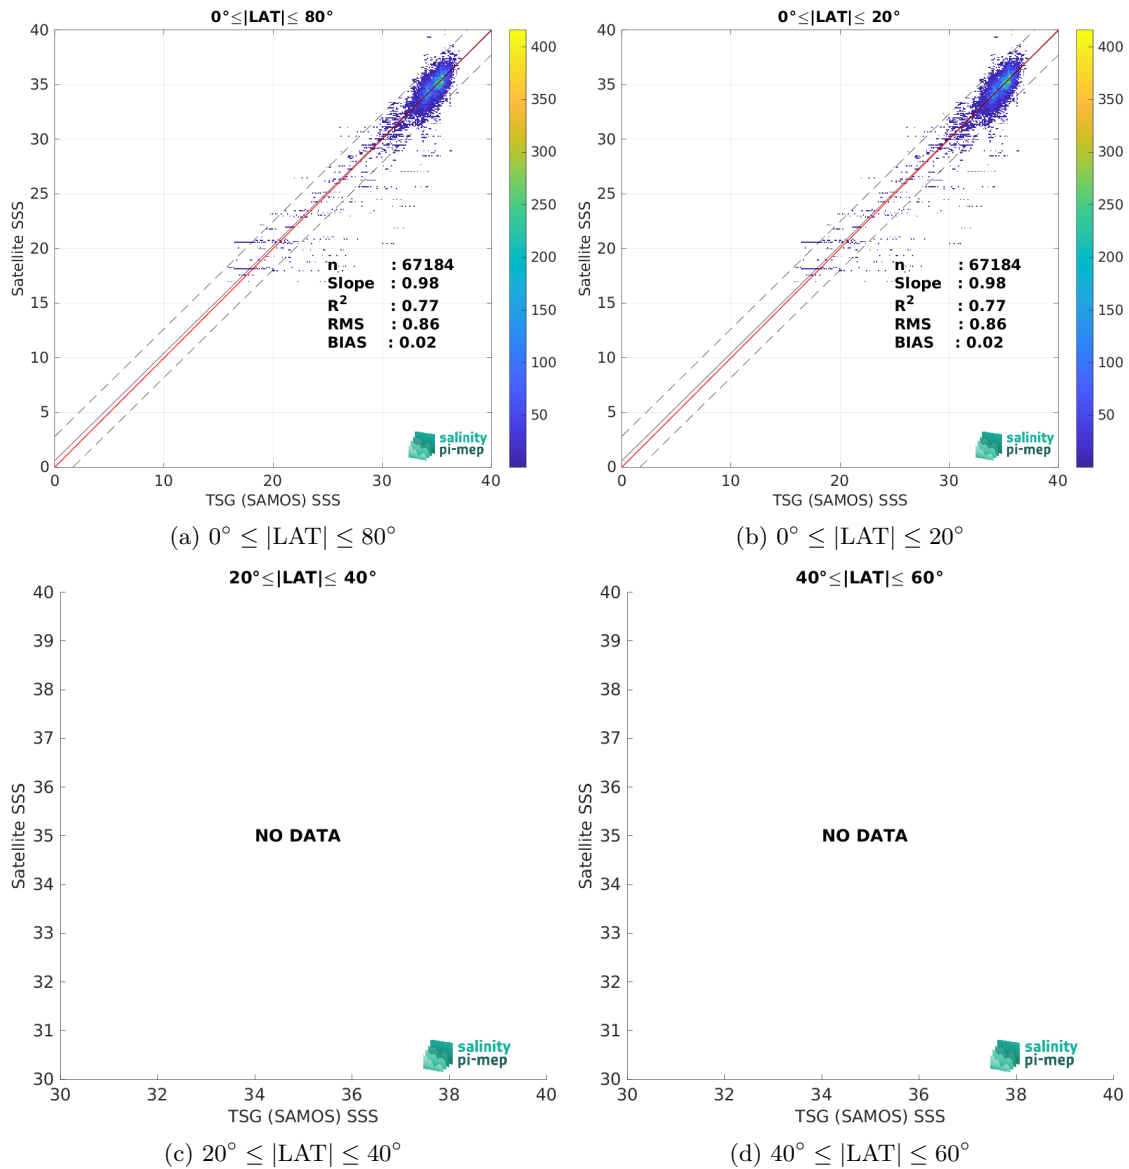 0°≤|LAT|≤ 80°
40
35
30
25
20
15
10
5
0
Satellite SSS
n : 67184
Slope : 0.98
R² : 0.77
RMS : 0.86
BIAS : 0.02
salinity
pi-mep
0 10 20 30 40
TSG (SAMOS) SSS
400
350
300
250
200
150
100
50
(a) 0° ≤ |LAT| ≤ 80°
0°≤|LAT|≤ 20°
40
35
30
25
20
15
10
5
0
Satellite SSS
n : 67184
Slope : 0.98
R² : 0.77
RMS : 0.86
BIAS : 0.02
salinity
pi-mep
0 10 20 30 40
TSG (SAMOS) SSS
400
350
300
250
200
150
100
50
(b) 0° ≤ |LAT| ≤ 20°
20°≤|LAT|≤ 40°
40
39
38
37
36
35
34
33
32
31
30
Satellite SSS
NO DATA
salinity
pi-mep
30 32 34 36 38 40
TSG (SAMOS) SSS
(c) 20° ≤ |LAT| ≤ 40°
40°≤|LAT|≤ 60°
40
39
38
37
36
35
34
33
32
31
30
Satellite SSS
NO DATA
salinity
pi-mep
30 32 34 36 38 40
TSG (SAMOS) SSS
(d) 40° ≤ |LAT| ≤ 60°